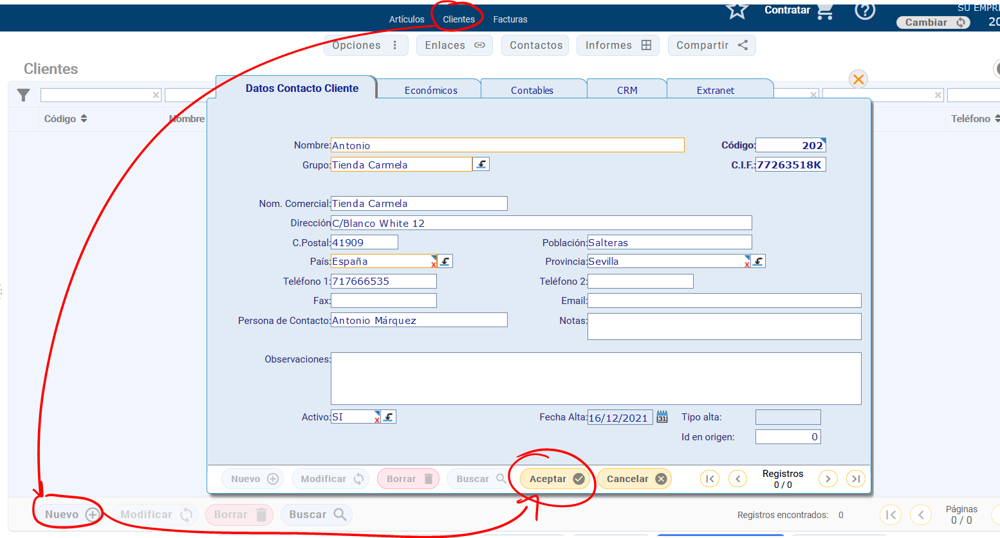 Artículos Clientes Facturas Contratar SU EMPR
Cambiar 20
Opciones Enlaces Contactos Informes Compartir
Clientes
Datos Contacto Cliente Económicos Contables CRM Extranet
Código Nombre Teléfono
Nombre: Antonio Código: 202
Grupo: Tienda Carmela C.I.F.: 77263518K
Nom. Comercial: Tienda Carmela
Dirección C/Blanco White 12
C.Postal: 41909 Población: Salteras
País: España x Provincia: Sevilla x
Teléfono 1: 717666535 Teléfono 2:
Fax: Email:
Persona de Contacto: Antonio Márquez Notas:
Observaciones:
Activo: SI x Fecha Alta: 16/12/2021 31 Tipo alta:
Id en origen: 0
Nuevo Modificar Borrar Buscar Aceptar Cancelar Registros
0 / 0
Nuevo Modificar Borrar Buscar Registros encontrados: 0 Páginas
0 / 0